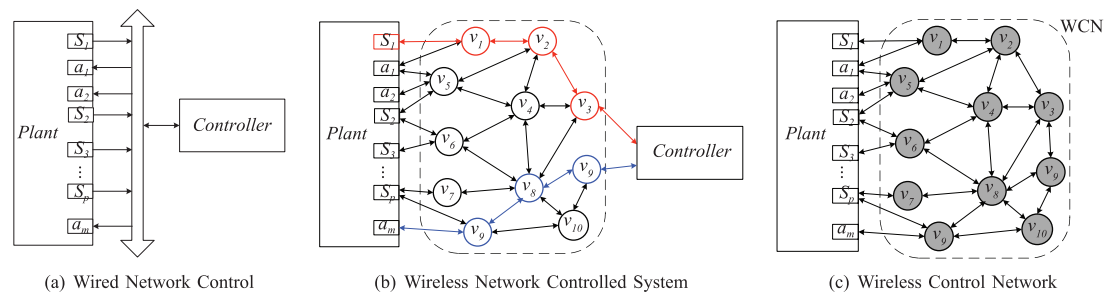 Plant
S1
a1
a2
S2
S3
⋮
Sp
am
Controller
(a) Wired Network Control
Plant
S1
a1
a2
S2
S3
⋮
Sp
am
v1
v2
v5
v4
v3
v6
v7
v8
v9
v9
v10
Controller
(b) Wireless Network Controlled System
WCN
Plant
S1
a1
a2
S2
S3
⋮
Sp
am
v1
v2
v5
v4
v3
v6
v7
v8
v9
v9
v10
(c) Wireless Control Network